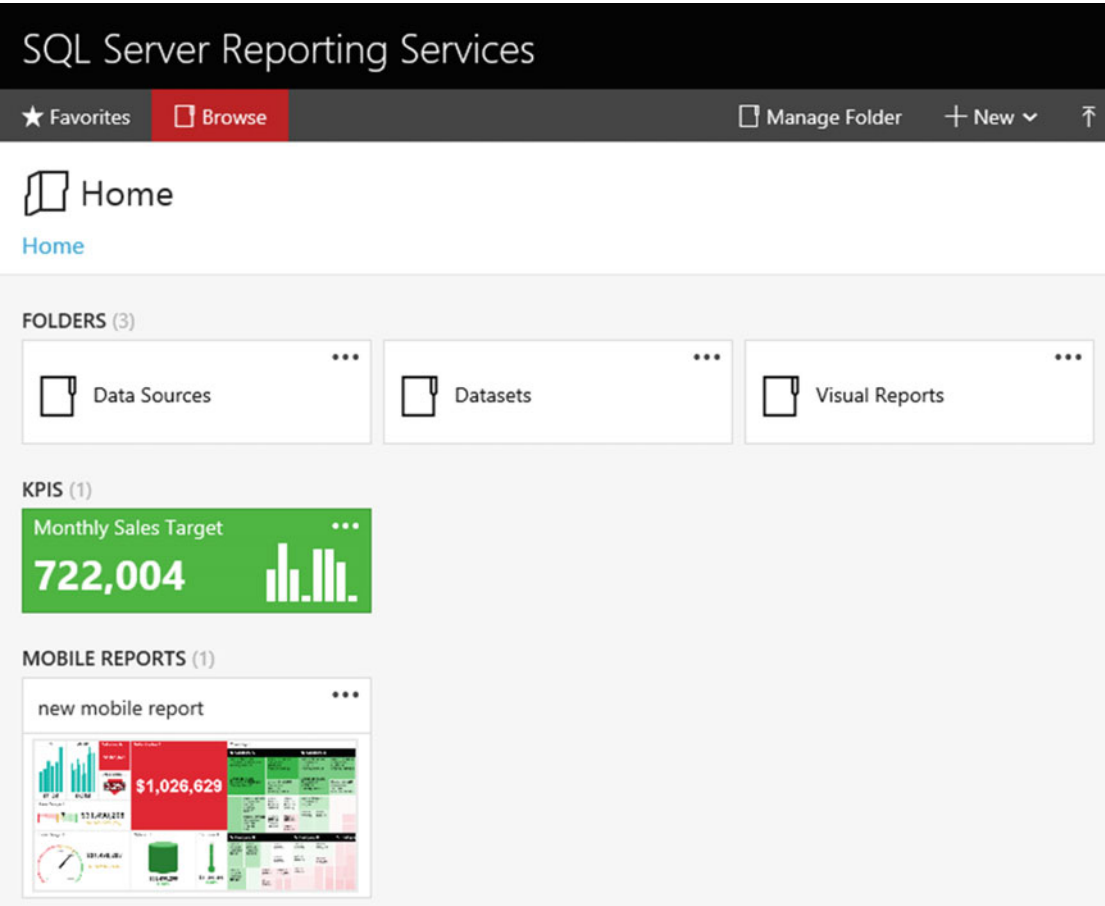 SQL Server Reporting Services
Favorites Browse Manage Folder New
Home
Home
FOLDERS (3)
Data Sources Datasets Visual Reports
KPIS (1)
Monthly Sales Target
722,004
MOBILE REPORTS (1)
new mobile report
$1,026,629